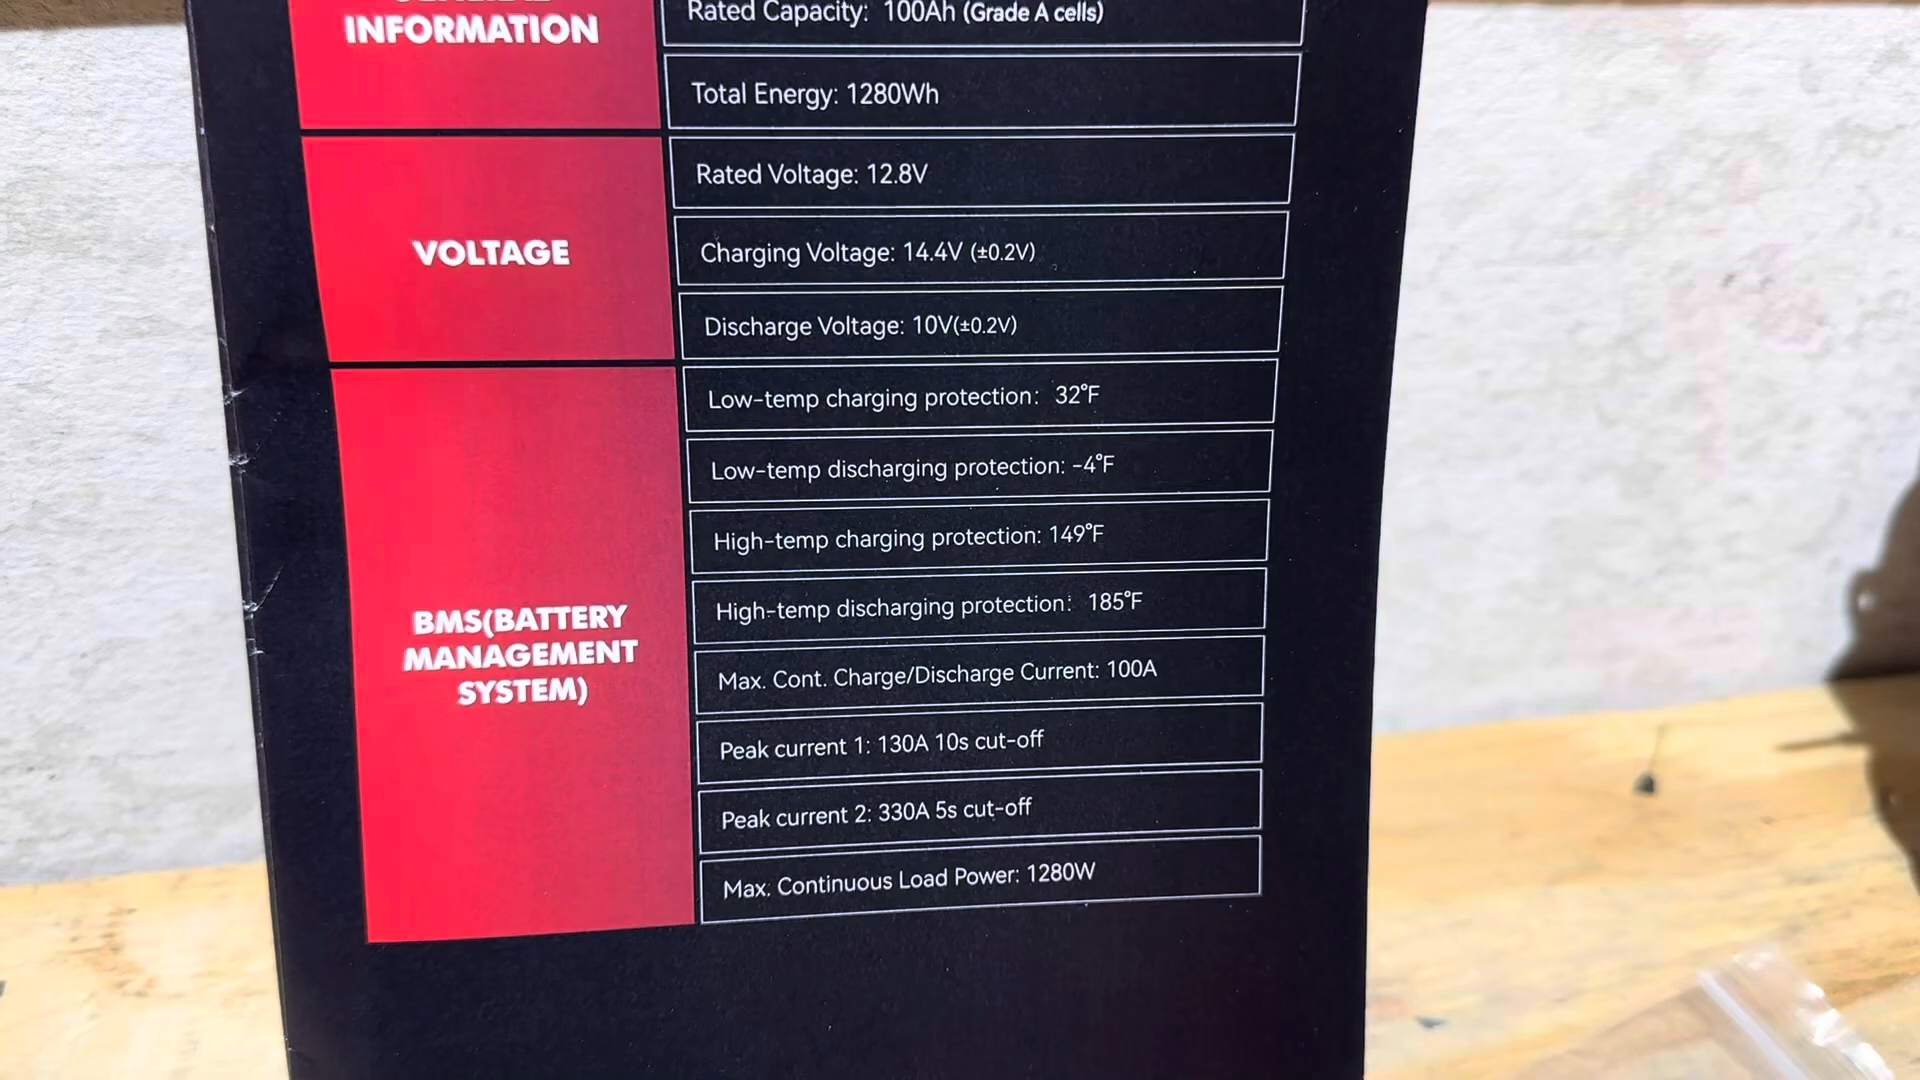 INFORMATION
Rated Capacity: 100Ah (Grade A cells)
Total Energy: 1280Wh
VOLTAGE
Rated Voltage: 12.8V
Charging Voltage: 14.4V (±0.2V)
Discharge Voltage: 10V(±0.2V)
BMS(BATTERY
MANAGEMENT
SYSTEM)
Low-temp charging protection: 32°F
Low-temp discharging protection: -4°F
High-temp charging protection: 149°F
High-temp discharging protection: 185°F
Max. Cont. Charge/Discharge Current: 100A
Peak current 1: 130A 10s cut-off
Peak current 2: 330A 5s cut-off
Max. Continuous Load Power: 1280W